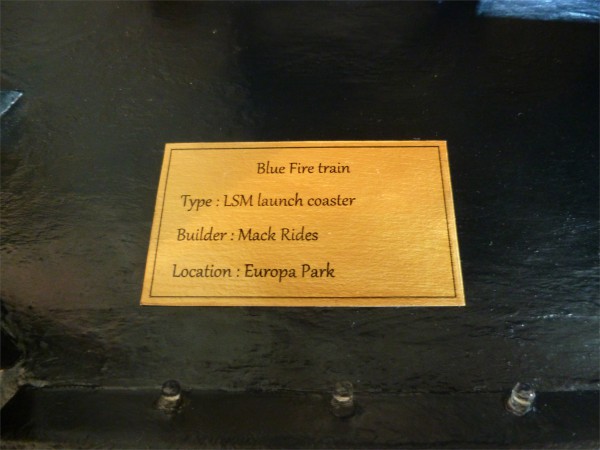 Blue Fire train
Type : LSM launch coaster
Builder : Mack Rides
Location : Europa Park